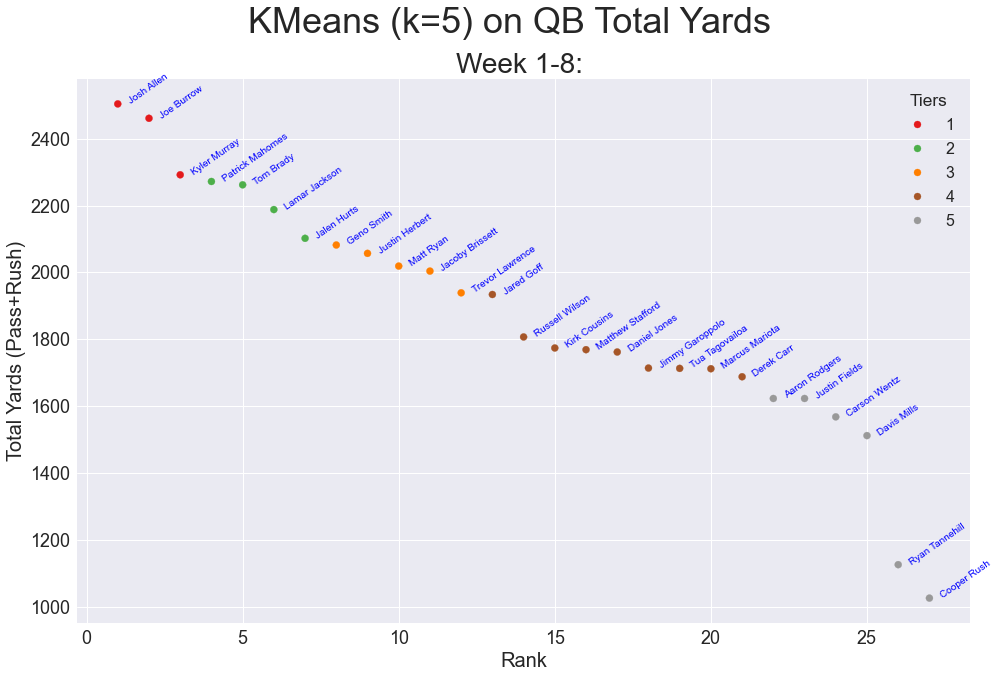 KMeans (k=5) on QB Total Yards
Week 1-8:
Total Yards (Pass+Rush)
2400
2200
2000
1800
1600
1400
1200
1000
Josh Allen
Joe Burrow
Kyler Murray
Patrick Mahomes
Tom Brady
Lamar Jackson
Jalen Hurts
Geno Smith
Justin Herbert
Matt Ryan
Jacoby Brissett
Trevor Lawrence
Jared Goff
Russell Wilson
Kirk Cousins
Matthew Stafford
Daniel Jones
Jimmy Garoppolo
Tua Tagovailoa
Marcus Mariota
Derek Carr
Aaron Rodgers
Justin Fields
Carson Wentz
Davis Mills
Ryan Tannehill
Cooper Rush
Tiers
1
2
3
4
5
0 5 10 15 20 25
Rank